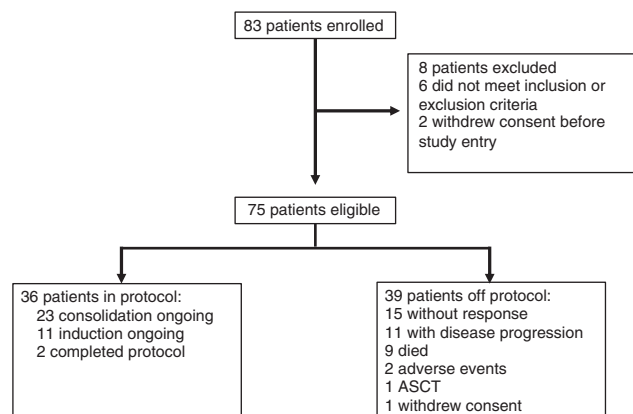 83 patients enrolled
8 patients excluded
6 did not meet inclusion or
exclusion criteria
2 withdrew consent before
study entry
75 patients eligible
36 patients in protocol:
23 consolidation ongoing
11 induction ongoing
2 completed protocol
39 patients off protocol:
15 without response
11 with disease progression
9 died
2 adverse events
1 ASCT
1 withdrew consent